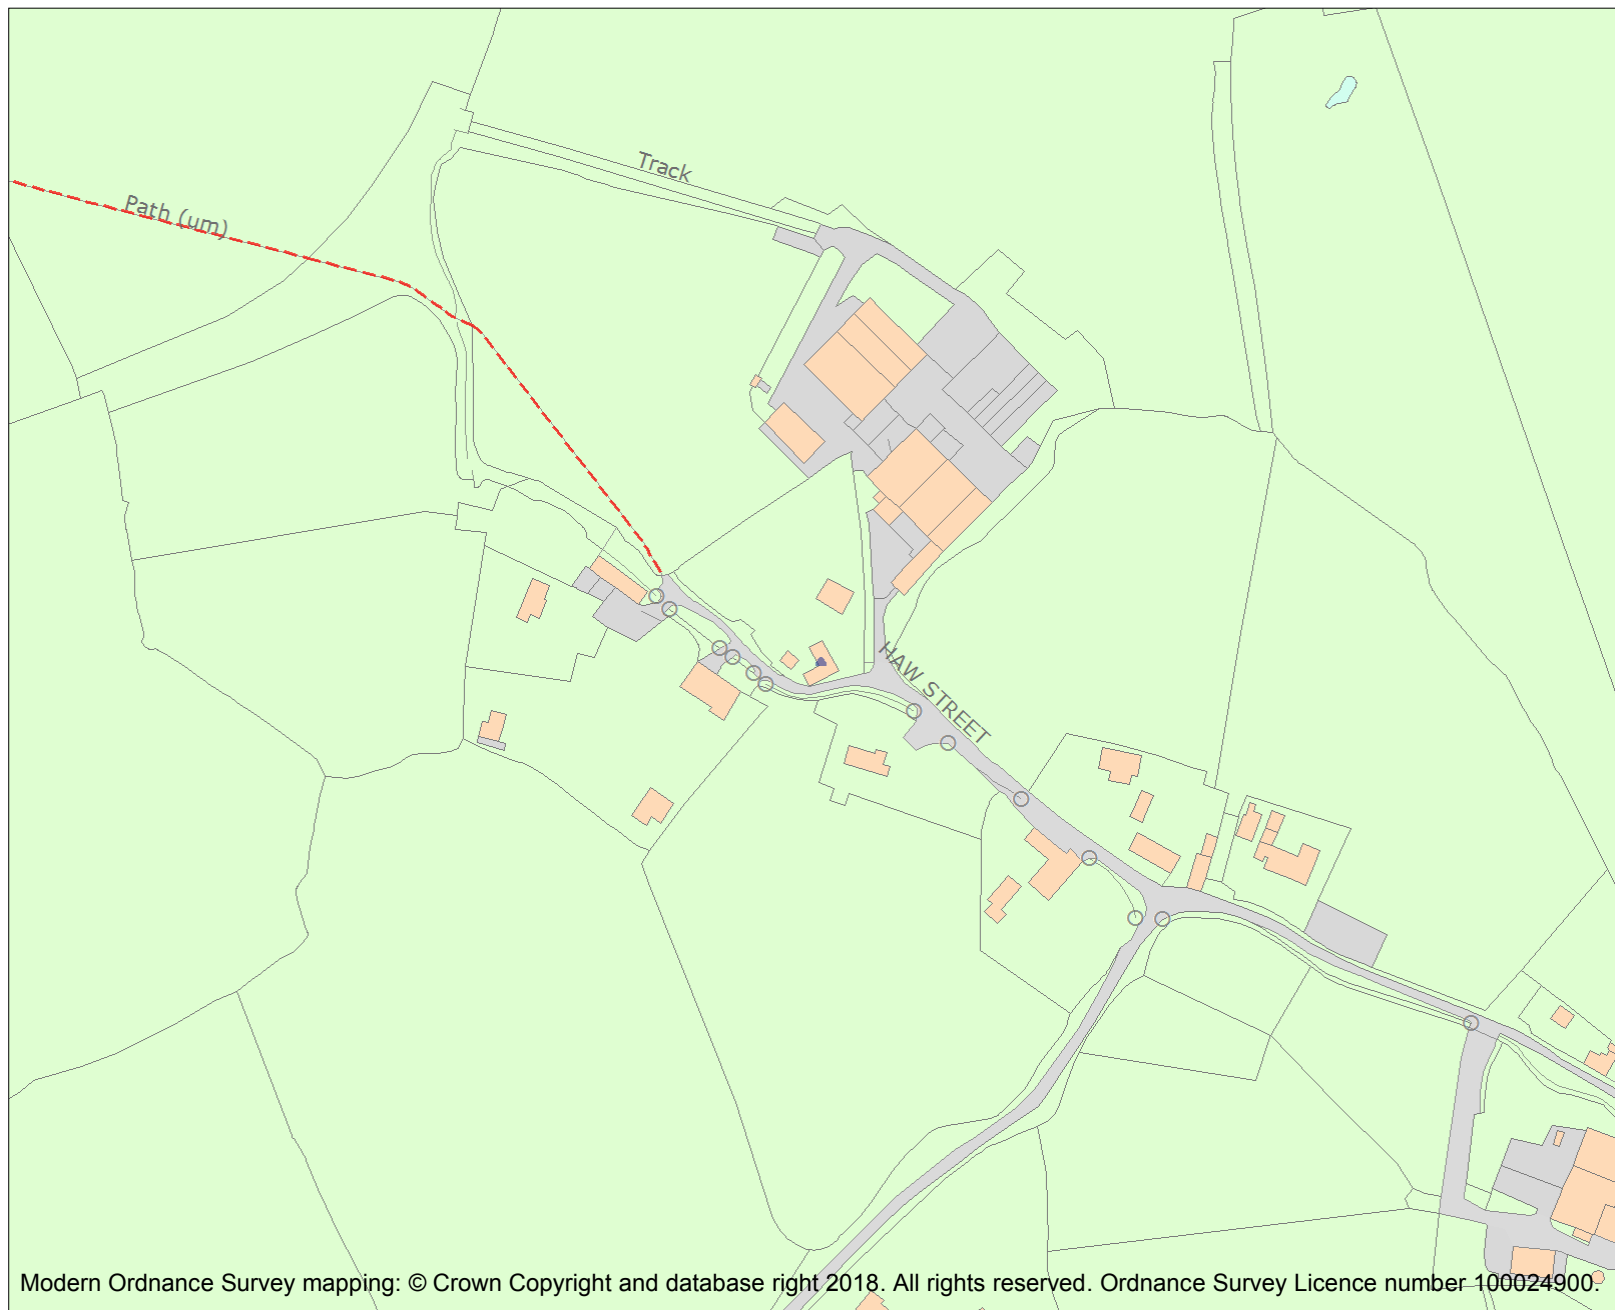 Track
Path (um)
HAW STREET
Modern Ordnance Survey mapping: © Crown Copyright and database right 2018. All rights reserved. Ordnance Survey Licence number 100024900.